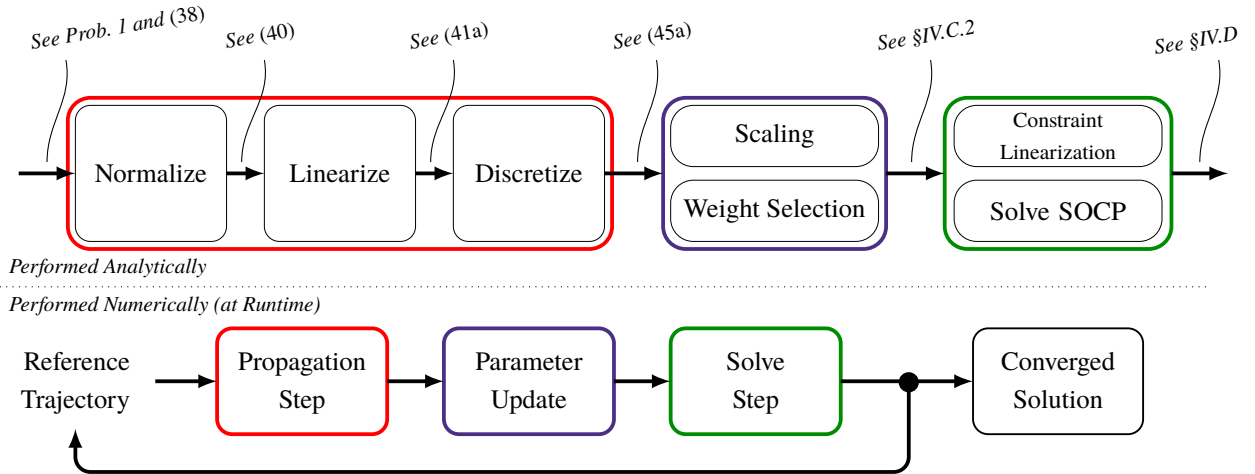 See Prob. 1 and (38)
See (40)
See (41a)
See (45a)
See §IV.C.2
See §IV.D
Normalize
Linearize
Discretize
Scaling
Weight Selection
Constraint
Linearization
Solve SOCP
Performed Analytically
Performed Numerically (at Runtime)
Reference
Trajectory
Propagation
Step
Parameter
Update
Solve
Step
Converged
Solution